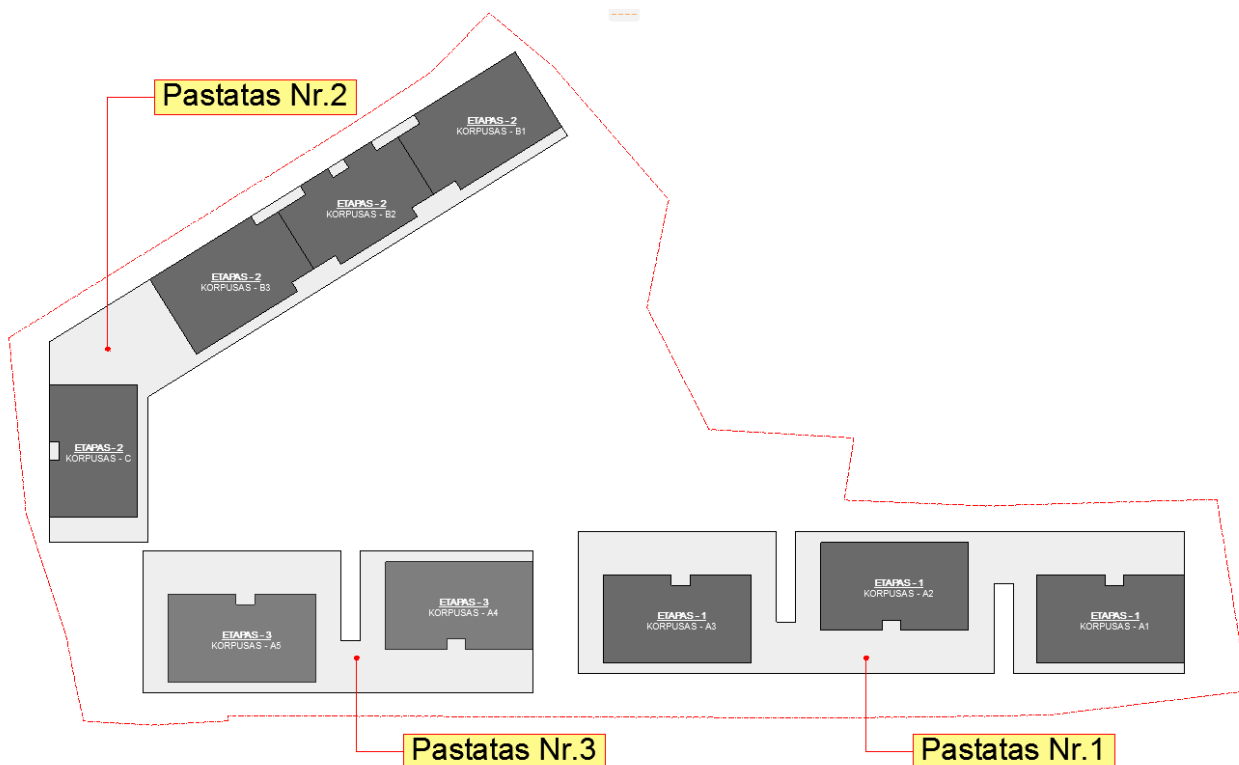 Pastatas Nr.2
ETAPAS - 2
KORPUSAS - B1
ETAPAS - 2
KORPUSAS - B2
ETAPAS - 2
KORPUSAS - B3
ETAPAS - 2
KORPUSAS - C
ETAPAS - 3
KORPUSAS - A5
ETAPAS - 3
KORPUSAS - A4
ETAPAS - 1
KORPUSAS - A3
ETAPAS - 1
KORPUSAS - A2
ETAPAS - 1
KORPUSAS - A1
Pastatas Nr.3
Pastatas Nr.1